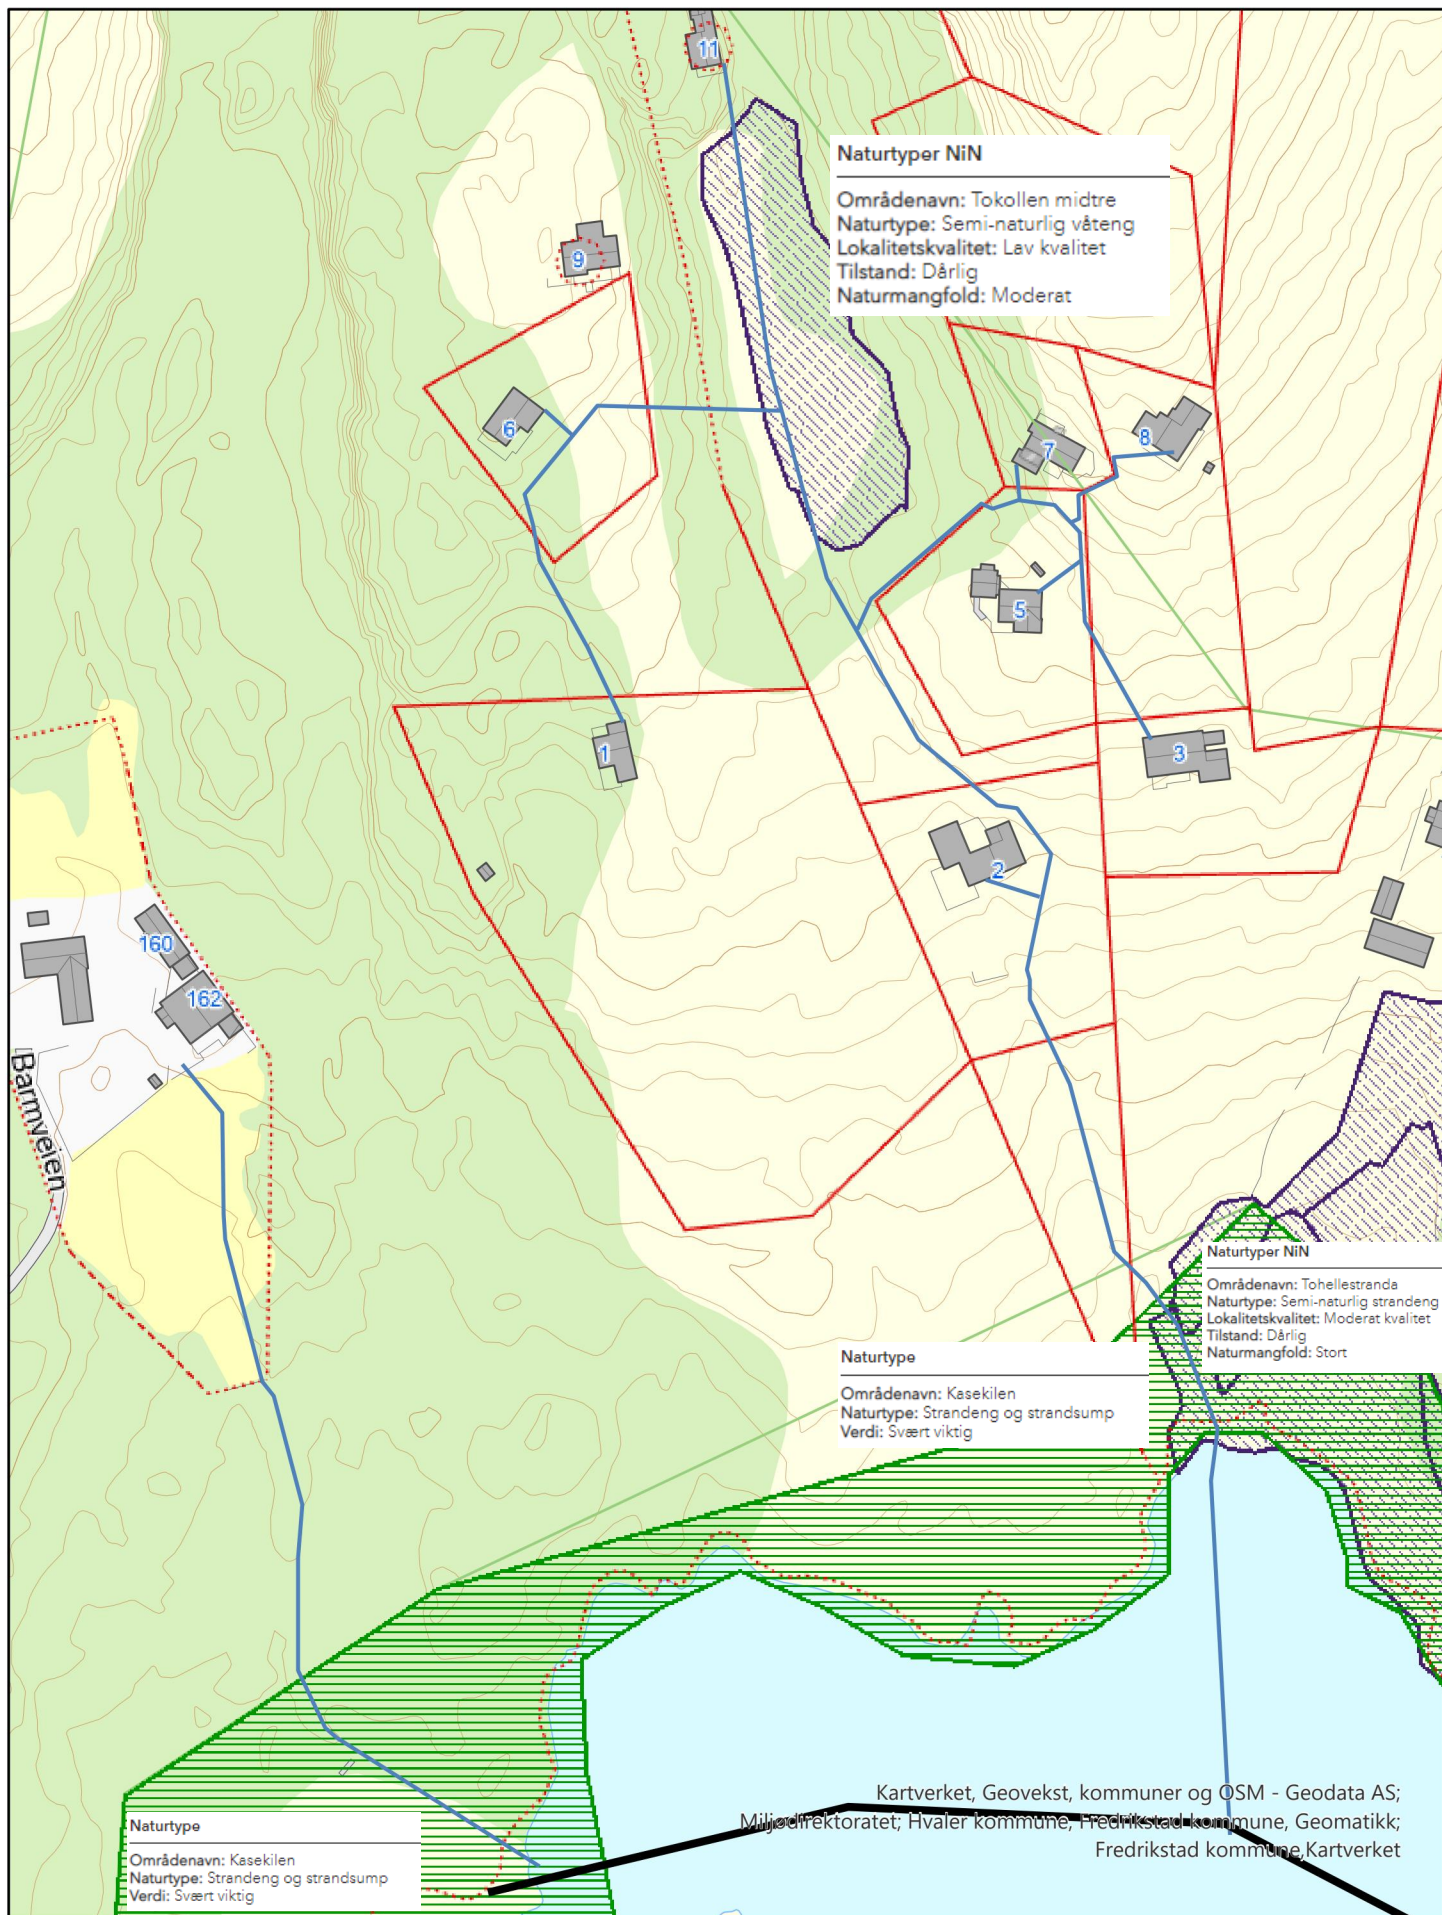 11
Naturtyper NiN
Områdenavn: Tokollen midtre
Naturtype: Semi-naturlig våteng
Lokalitetskvalitet: Lav kvalitet
Tilstand: Dårlig
Naturmangfold: Moderat
9
6
7
8
5
1
3
2
160
162
Barmveien
Naturtyper NiN
Områdenavn: Tohellestranda
Naturtype: Semi-naturlig strandeng
Lokalitetskvalitet: Moderat kvalitet
Tilstand: Dårlig
Naturmangfold: Stort
Naturtype
Områdenavn: Kasekilen
Naturtype: Strandeng og strandsump
Verdi: Svært viktig
Kartverket, Geovekst, kommuner og OSM - Geodata AS;
Miljødirektoratet; Hvaler kommune, Fredrikstad kommune, Geomatikk;
Fredrikstad kommune,Kartverket
Naturtype
Områdenavn: Kasekilen
Naturtype: Strandeng og strandsump
Verdi: Svært viktig